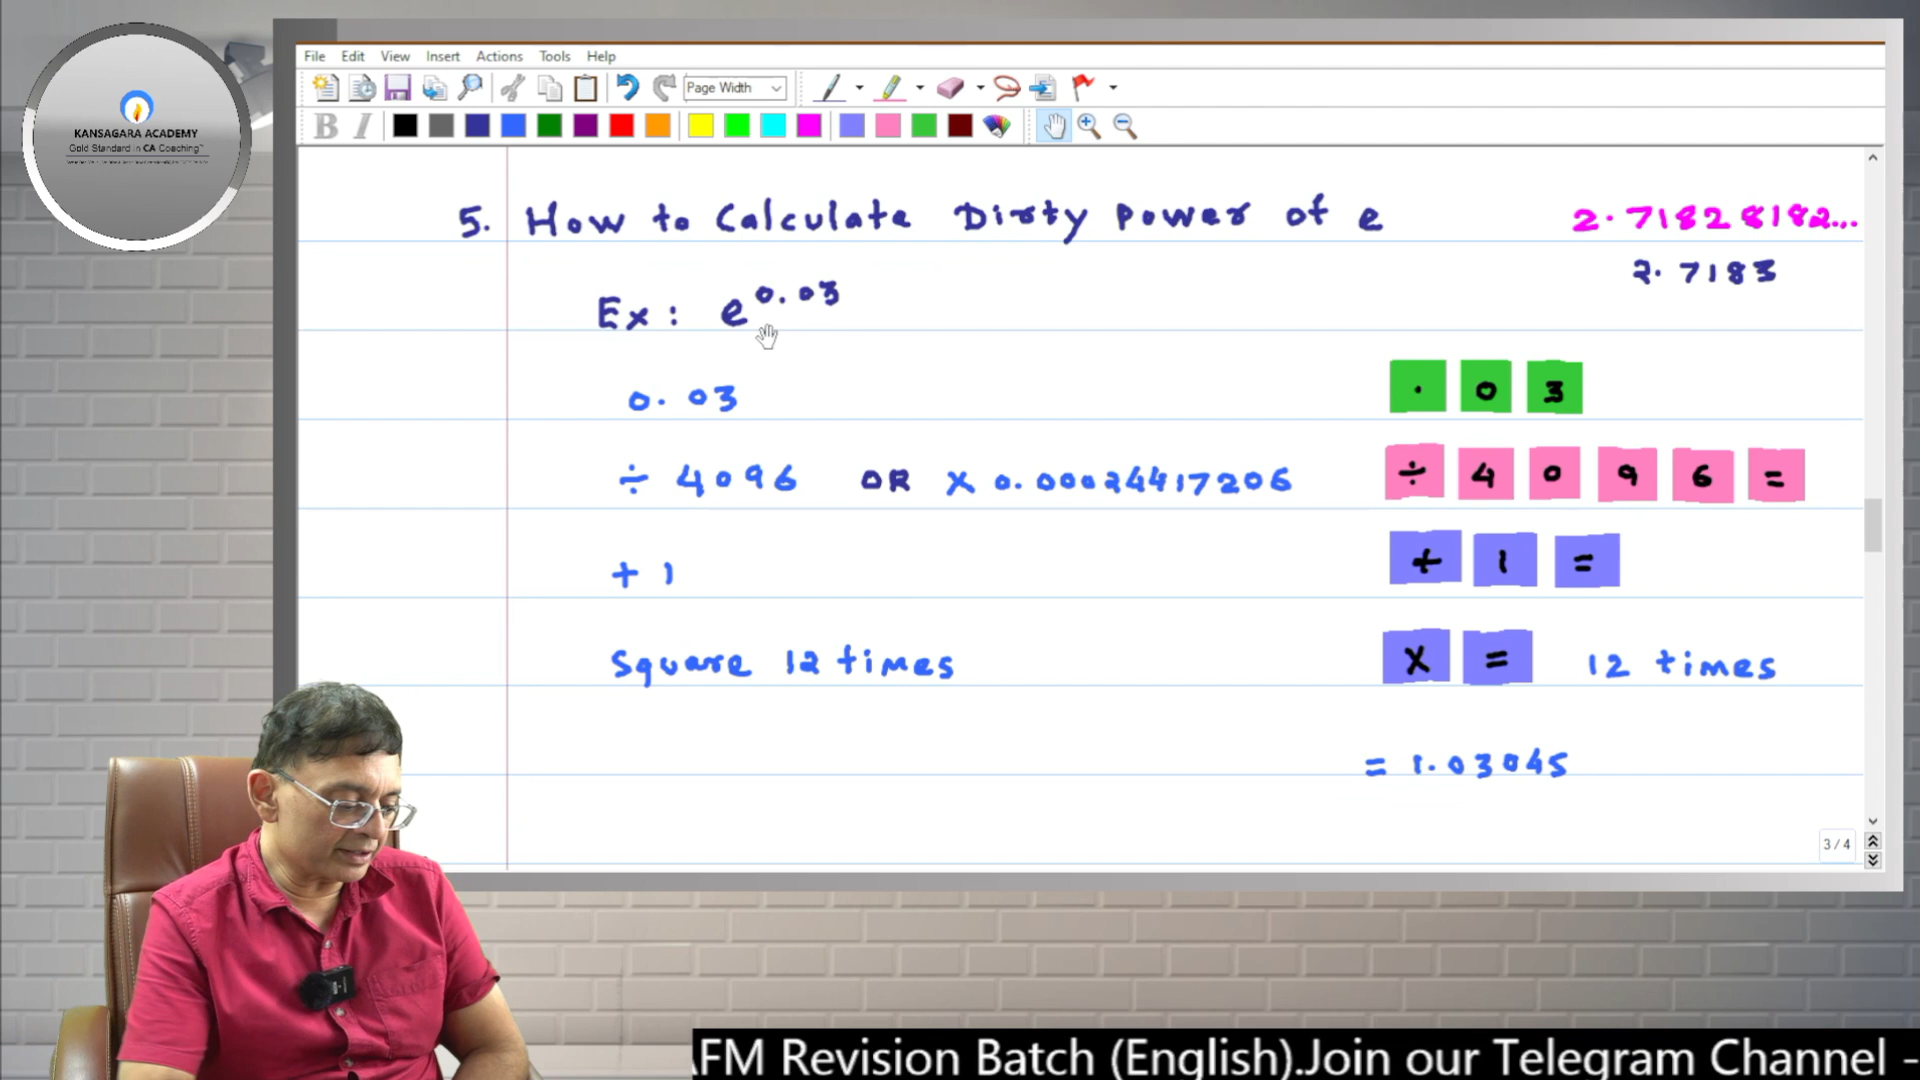 KANSAGARA ACADEMY
Gold Standard in CA Coaching™
File Edit View Insert Actions Tools Help
Page Width
B I
5. How to Calculate Dirty Power of e 2.71828182...
2.7183
Ex: e^0.03
0.03 . 0 3
÷ 4096 OR x 0.00024417206 ÷ 4 0 9 6 =
+ 1 + 1 =
Square 12 times x = 12 times
= 1.03045
3 / 4
AFM Revision Batch (English).Join our Telegram Channel -